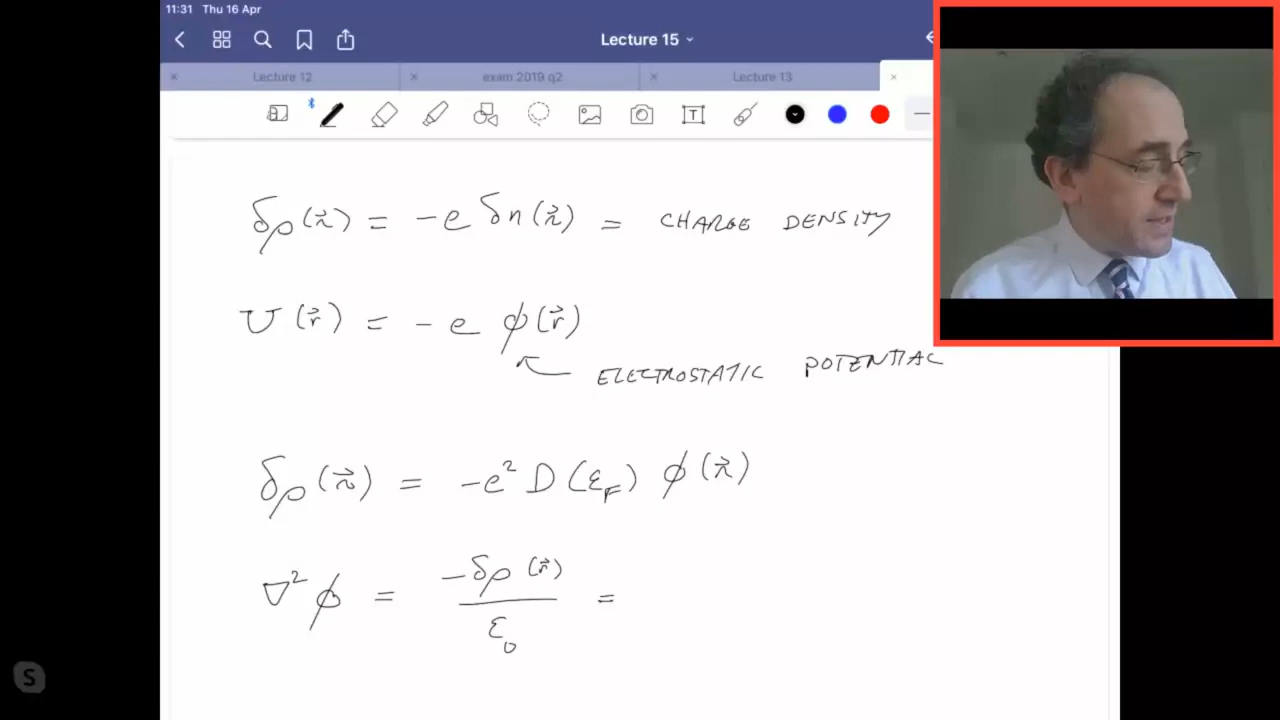 11:31 Thu 16 Apr
Lecture 15
Lecture 12
exam 2019 q2
Lecture 13
T
δρ(r⃗) = -e δn(r⃗) = CHARGE DENSITY
U(r⃗) = -e ϕ(r⃗)
ELECTROSTATIC POTENTIAL
δρ(r⃗) = -e² D(ε_F) ϕ(r⃗)
∇²ϕ = -δρ(r⃗)/ε₀ =
S